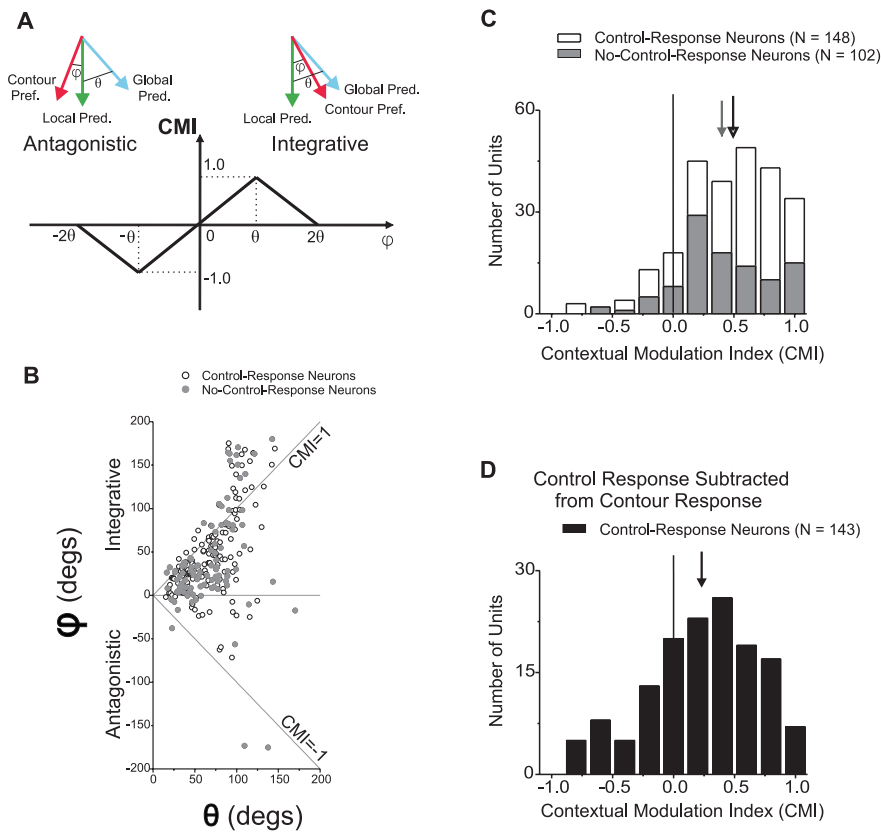 A
Contour
Pref.
φ
θ
Global
Pred.
Local Pred.
Antagonistic
φ
θ
Global Pred.
Contour Pref.
Local Pred.
Integrative
CMI
1.0
-2θ
-θ
0
θ
2θ
φ
-1.0
B
Control-Response Neurons
No-Control-Response Neurons
200
150
100
50
0
-50
-100
-150
-200
Integrative
Antagonistic
φ (degs)
CMI=1
CMI=-1
0 50 100 150 200
θ (degs)
C
Control-Response Neurons (N = 148)
No-Control-Response Neurons (N = 102)
60
30
0
Number of Units
-1.0 -0.5 0.0 0.5 1.0
Contextual Modulation Index (CMI)
D
Control Response Subtracted
from Contour Response
Control-Response Neurons (N = 143)
30
15
0
Number of Units
-1.0 -0.5 0.0 0.5 1.0
Contextual Modulation Index (CMI)